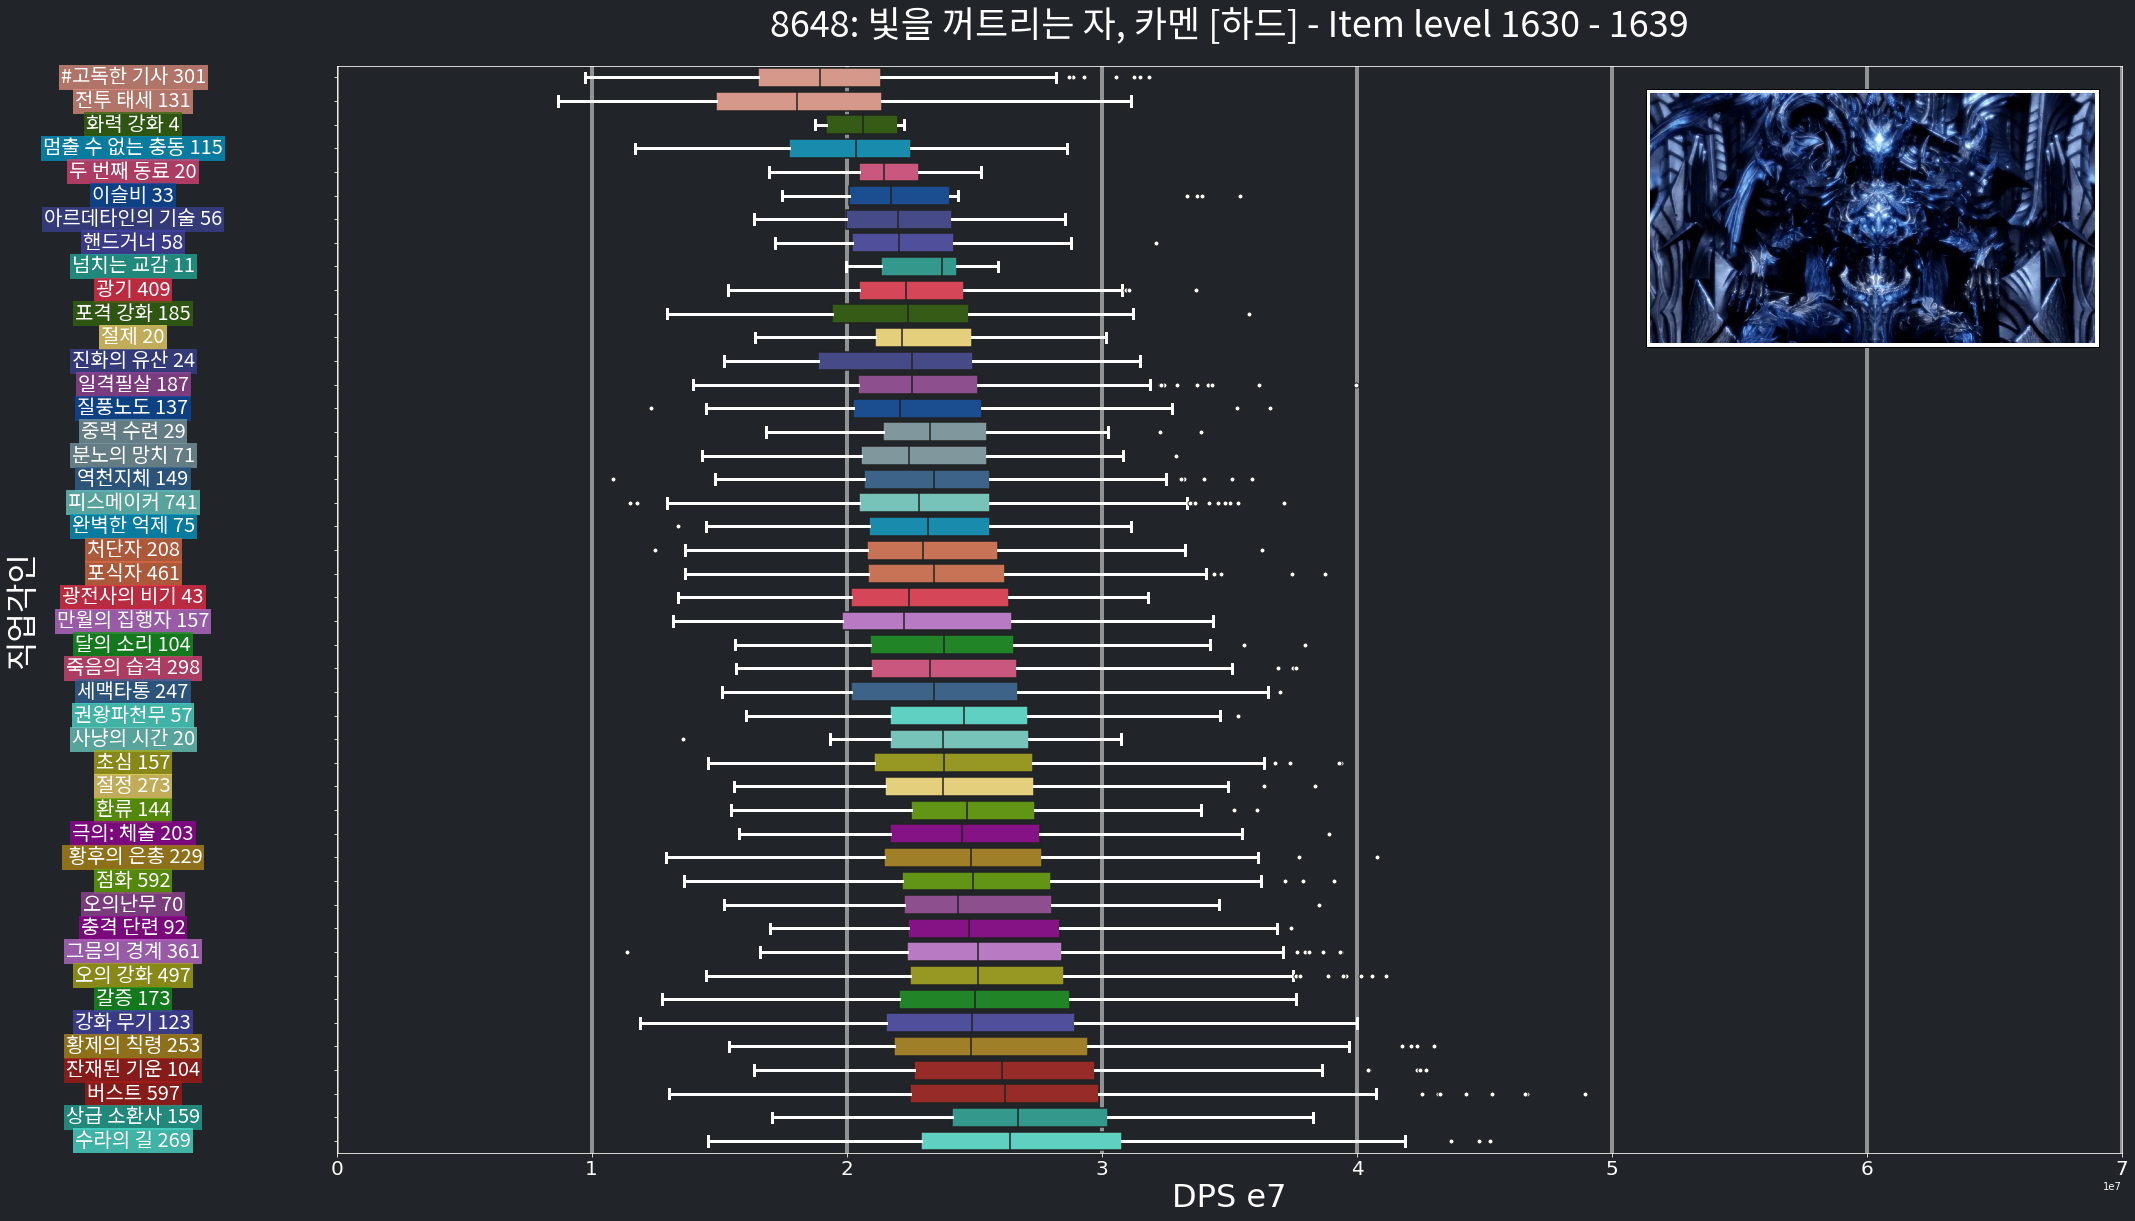 8648: 빛을 꺼트리는 자, 카멘 [하드] - Item level 1630 - 1639
직업각인
#고독한 기사 301
전투 태세 131
화력 강화 4
멈출 수 없는 충동 115
두 번째 동료 20
이슬비 33
아르데타인의 기술 56
핸드거너 58
넘치는 교감 11
광기 409
포격 강화 185
절제 20
진화의 유산 24
일격필살 187
질풍노도 137
중력 수련 29
분노의 망치 71
역천지체 149
피스메이커 741
완벽한 억제 75
처단자 208
포식자 461
광전사의 비기 43
만월의 집행자 157
달의 소리 104
죽음의 습격 298
세맥타통 247
권왕파천무 57
사냥의 시간 20
초심 157
절정 273
환류 144
극의: 체술 203
황후의 은총 229
점화 592
오의난무 70
충격 단련 92
그믐의 경계 361
오의 강화 497
갈증 173
강화 무기 123
황제의 칙령 253
잔재된 기운 104
버스트 597
상급 소환사 159
수라의 길 269
0 1 2 3 4 5 6 7
DPS e7
1e7